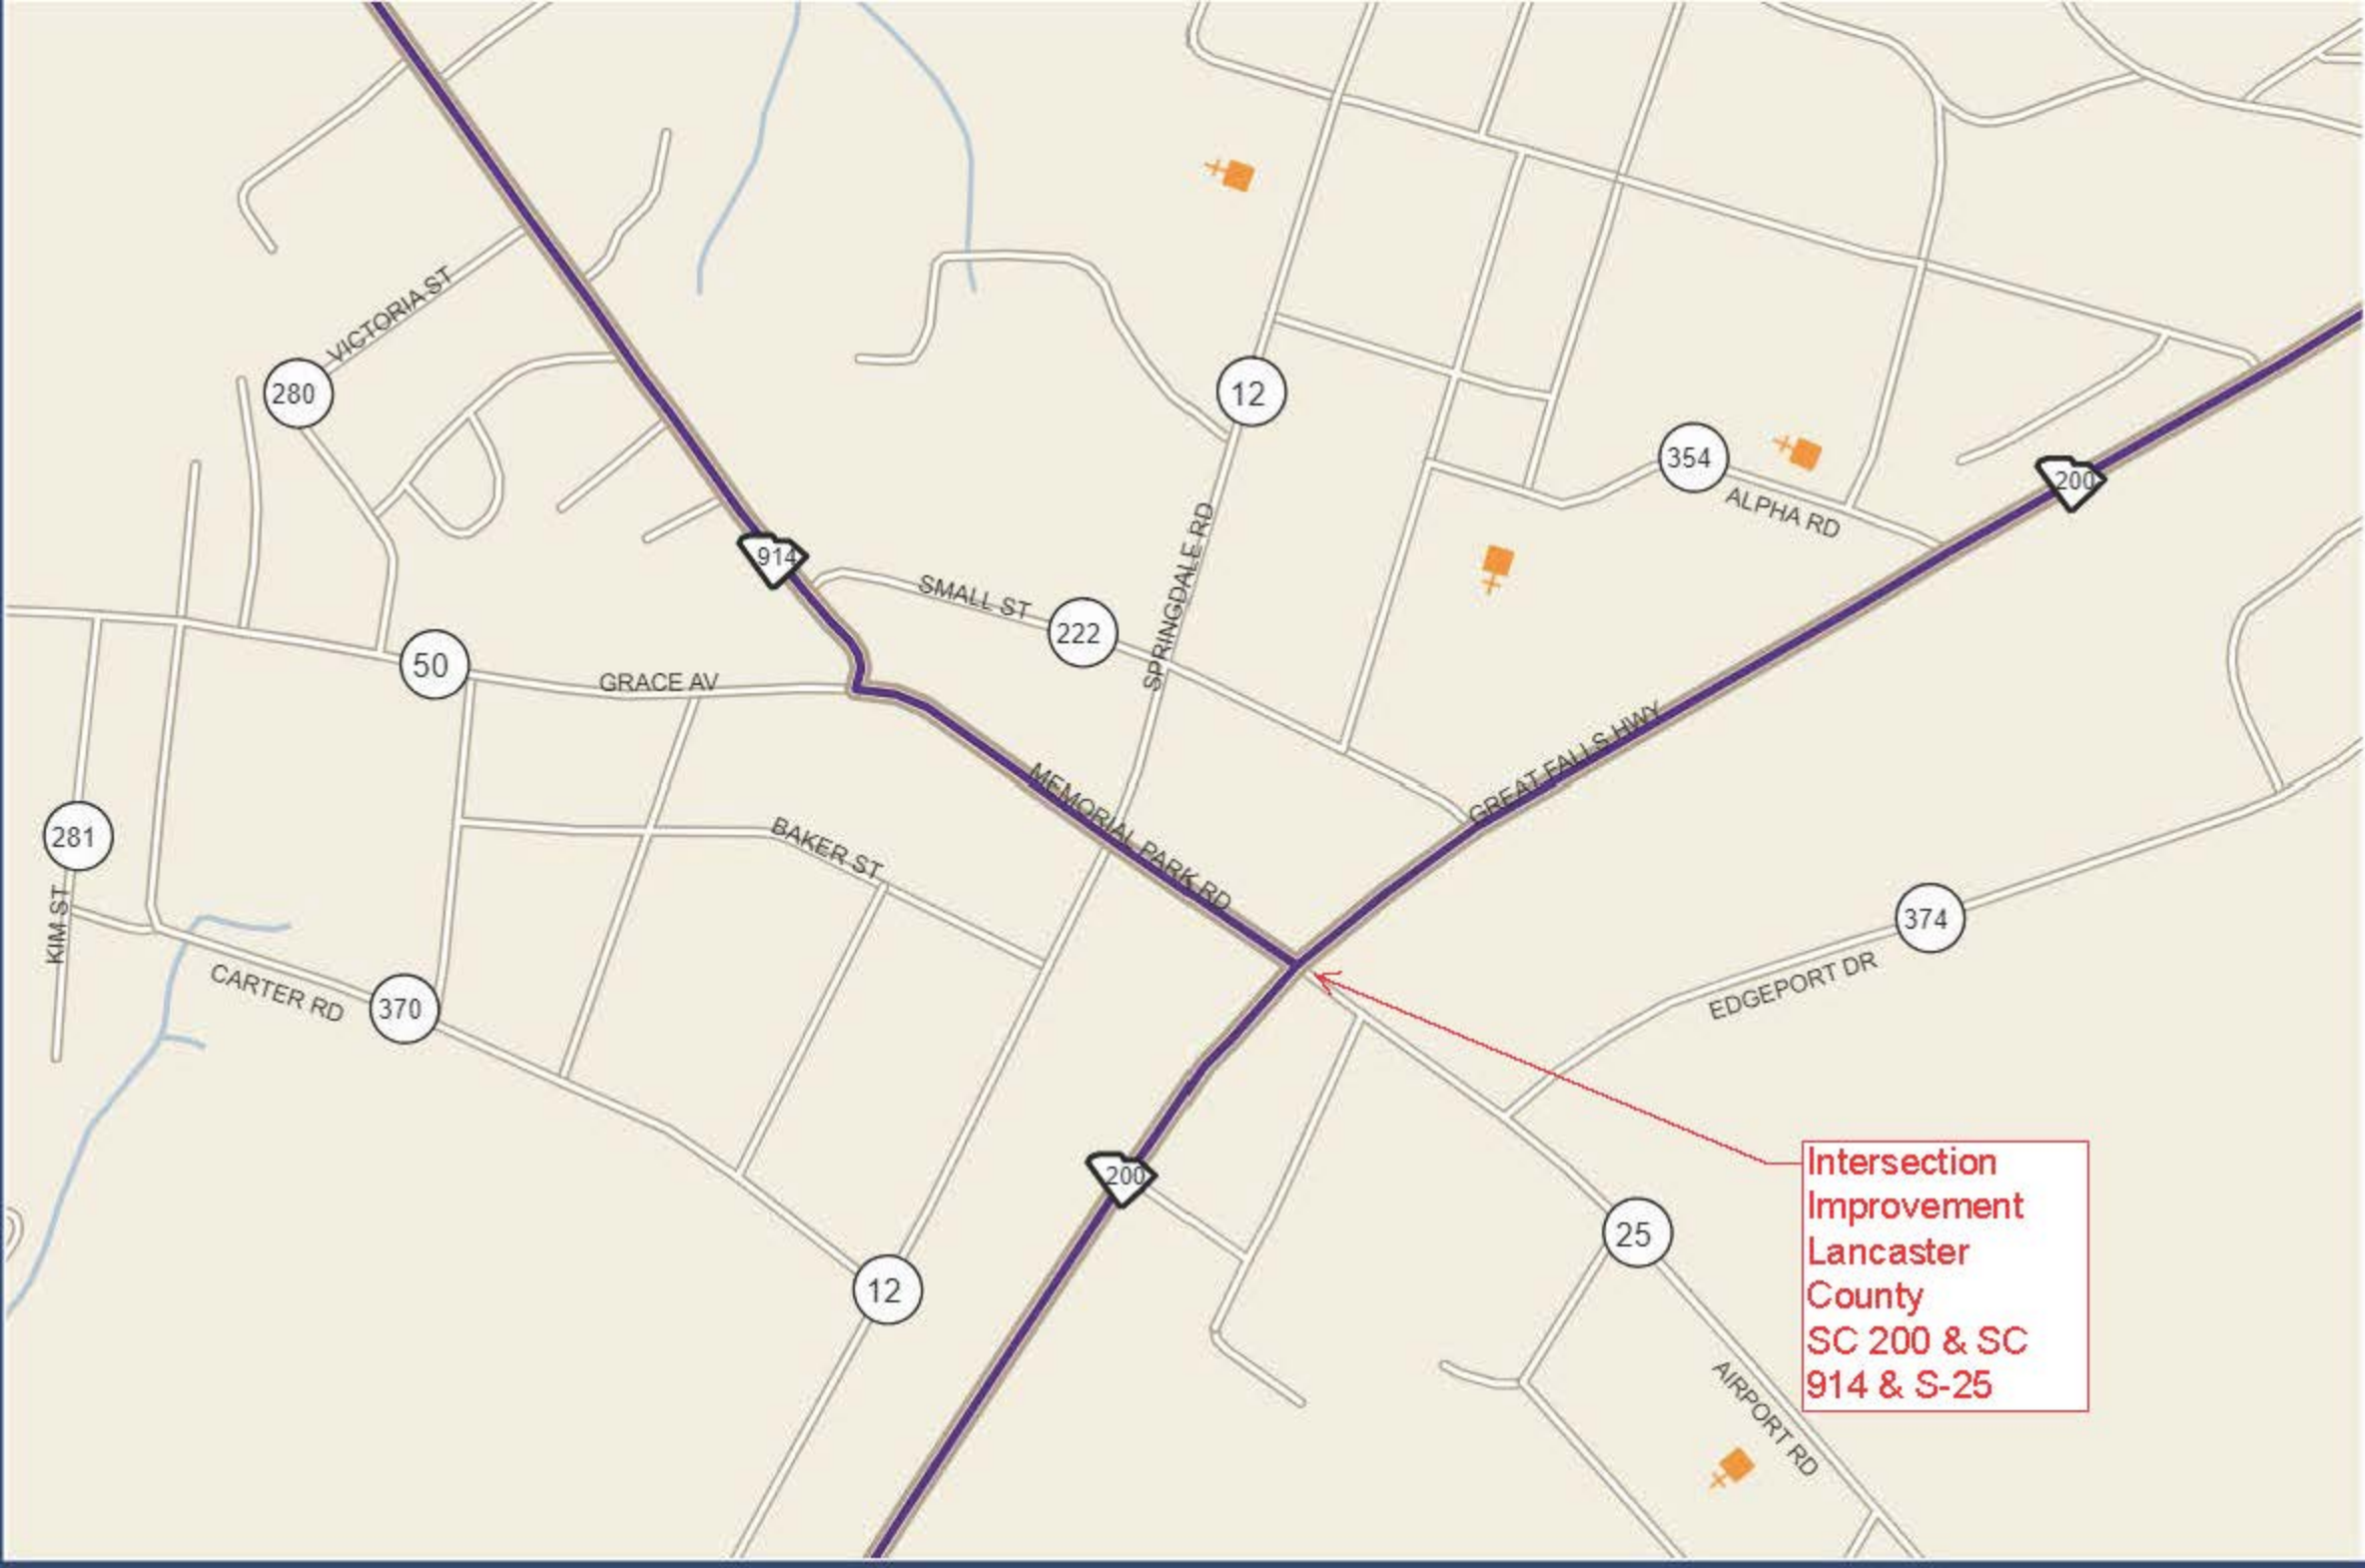 VICTORIA ST
280
12
354
ALPHA RD
200
914
SMALL ST
222
SPRINGDALE RD
50
GRACE AV
GREAT FALLS HWY
MEMORIAL PARK RD
281
BAKER ST
KIM ST
374
CARTER RD
370
EDGEPORT DR
200
25
12
AIRPORT RD
Intersection
Improvement
Lancaster
County
SC 200 & SC
914 & S-25